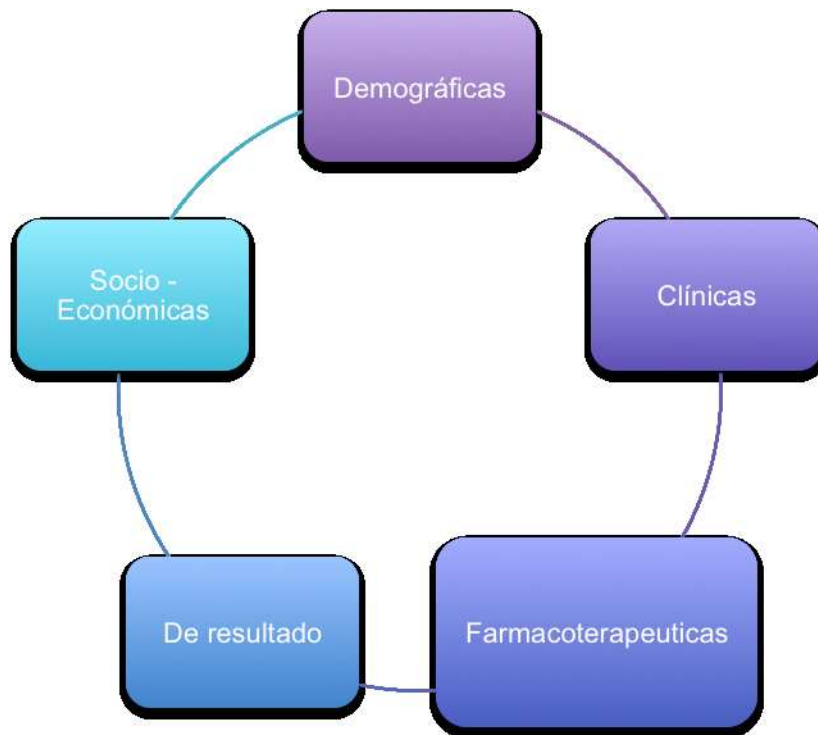 Demográficas
Clínicas
Farmacoterapeuticas
De resultado
Socio -
Económicas